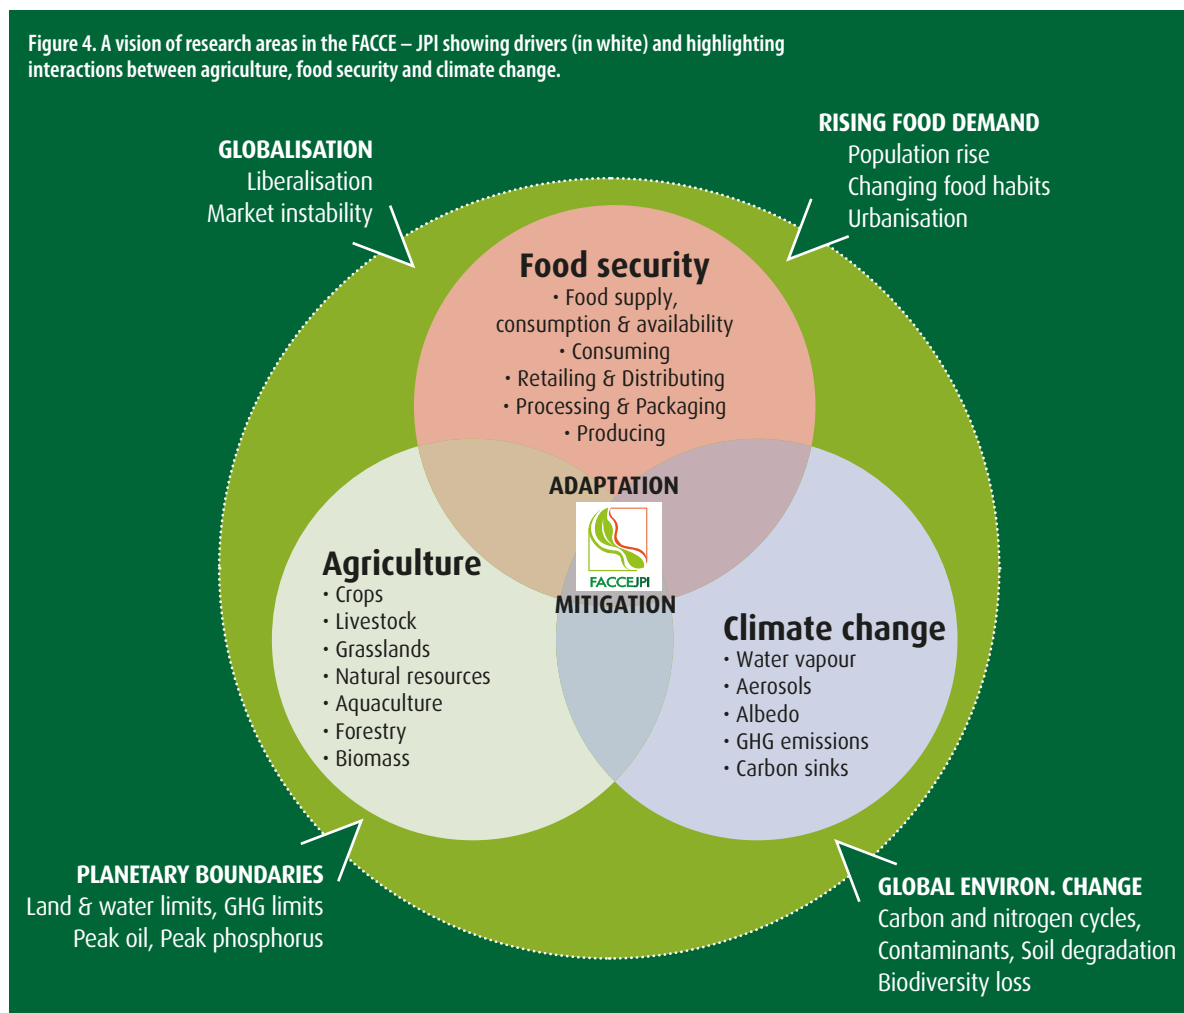 Figure 4. A vision of research areas in the FACCE – JPI showing drivers (in white) and highlighting
interactions between agriculture, food security and climate change.
GLOBALISATION
Liberalisation
Market instability
RISING FOOD DEMAND
Population rise
Changing food habits
Urbanisation
Food security
• Food supply,
consumption & availability
• Consuming
• Retailing & Distributing
• Processing & Packaging
• Producing
ADAPTATION
FACCEJPI
MITIGATION
Agriculture
• Crops
• Livestock
• Grasslands
• Natural resources
• Aquaculture
• Forestry
• Biomass
Climate change
• Water vapour
• Aerosols
• Albedo
• GHG emissions
• Carbon sinks
PLANETARY BOUNDARIES
Land & water limits, GHG limits
Peak oil, Peak phosphorus
GLOBAL ENVIRON. CHANGE
Carbon and nitrogen cycles,
Contaminants, Soil degradation
Biodiversity loss